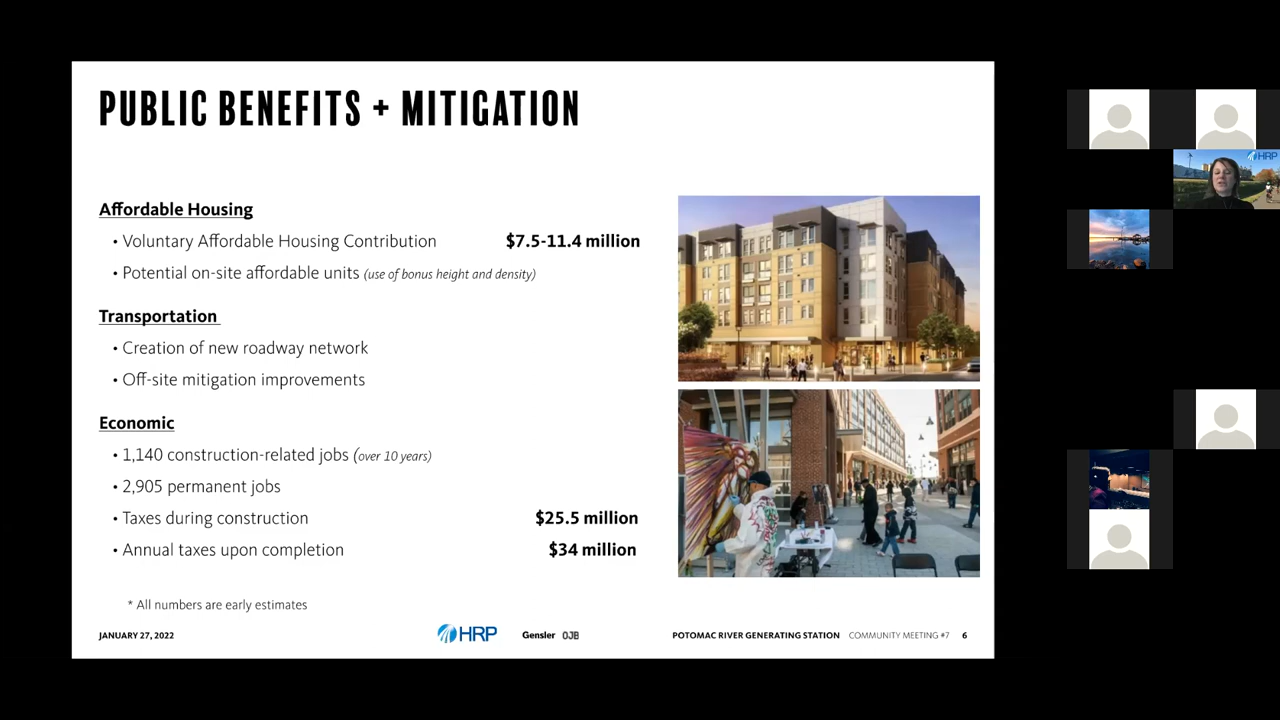 PUBLIC BENEFITS + MITIGATION
Affordable Housing
• Voluntary Affordable Housing Contribution $7.5-11.4 million
• Potential on-site affordable units (use of bonus height and density)
Transportation
• Creation of new roadway network
• Off-site mitigation improvements
Economic
• 1,140 construction-related jobs (over 10 years)
• 2,905 permanent jobs
• Taxes during construction $25.5 million
• Annual taxes upon completion $34 million
* All numbers are early estimates
JANUARY 27, 2022 HRP Gensler OJB POTOMAC RIVER GENERATING STATION COMMUNITY MEETING #7 6
HRP